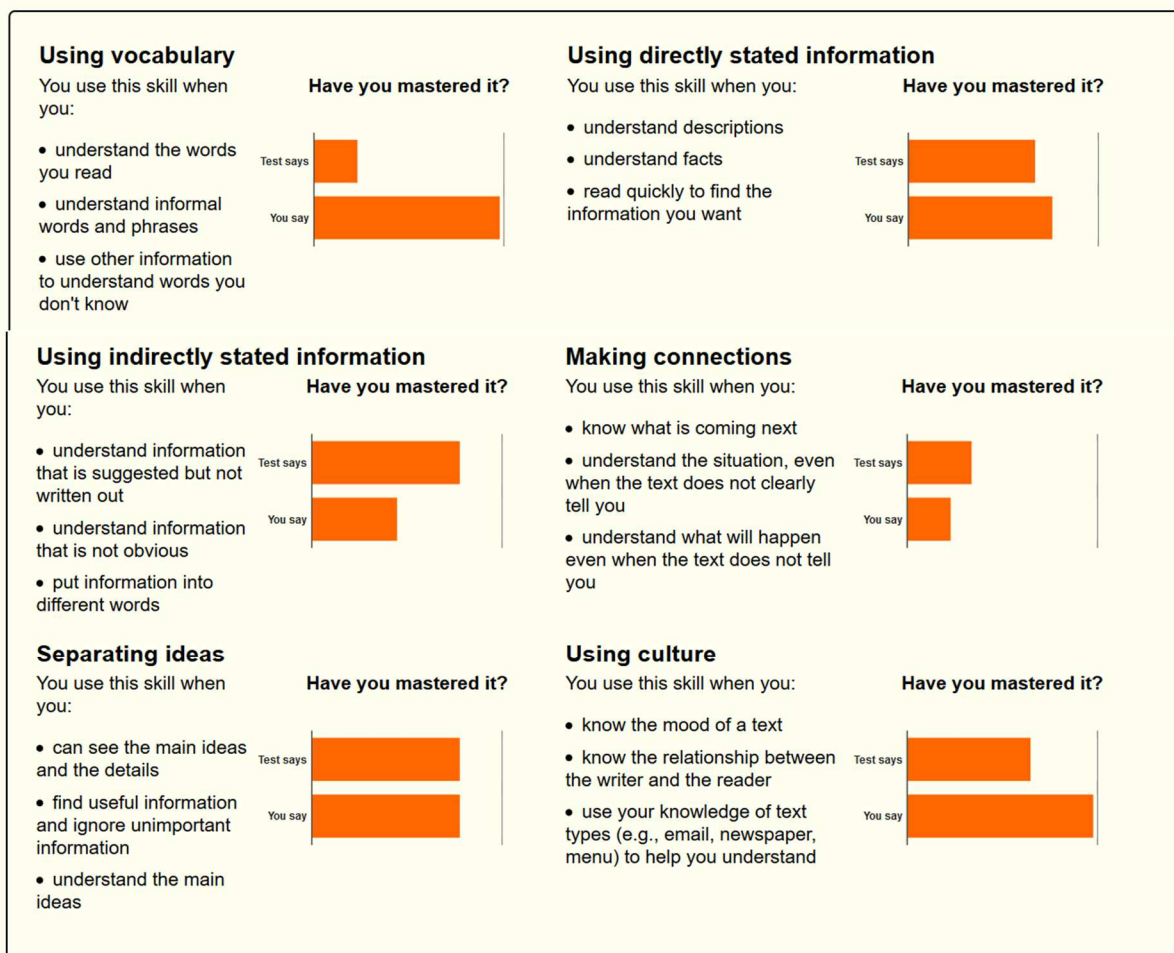 Using vocabulary
You use this skill when
you:
• understand the words
you read
• understand informal
words and phrases
• use other information
to understand words you
don't know
Have you mastered it?
Test says
You say
Using directly stated information
You use this skill when you:
• understand descriptions
• understand facts
• read quickly to find the
information you want
Have you mastered it?
Test says
You say
Using indirectly stated information
You use this skill when
you:
• understand information
that is suggested but not
written out
• understand information
that is not obvious
• put information into
different words
Have you mastered it?
Test says
You say
Making connections
You use this skill when you:
• know what is coming next
• understand the situation, even
when the text does not clearly
tell you
• understand what will happen
even when the text does not tell
you
Have you mastered it?
Test says
You say
Separating ideas
You use this skill when
you:
• can see the main ideas
and the details
• find useful information
and ignore unimportant
information
• understand the main
ideas
Have you mastered it?
Test says
You say
Using culture
You use this skill when you:
• know the mood of a text
• know the relationship between
the writer and the reader
• use your knowledge of text
types (e.g., email, newspaper,
menu) to help you understand
Have you mastered it?
Test says
You say